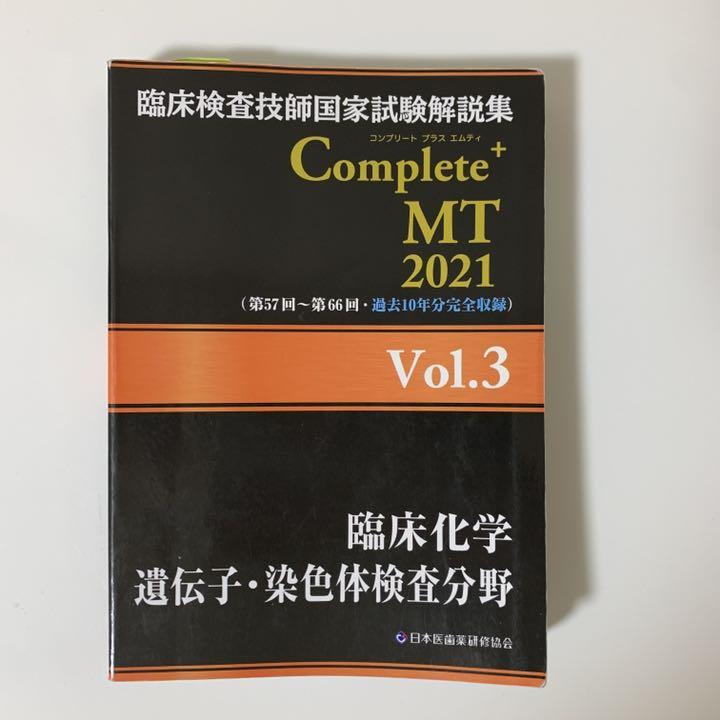 臨床検査技師国家試験解説集
コンプリート プラス エムティ
Complete+
MT
2021
(第57回～第66回・過去10年分完全収録)
Vol.3
臨床化学
遺伝子・染色体検査分野
日本医歯薬研修協会